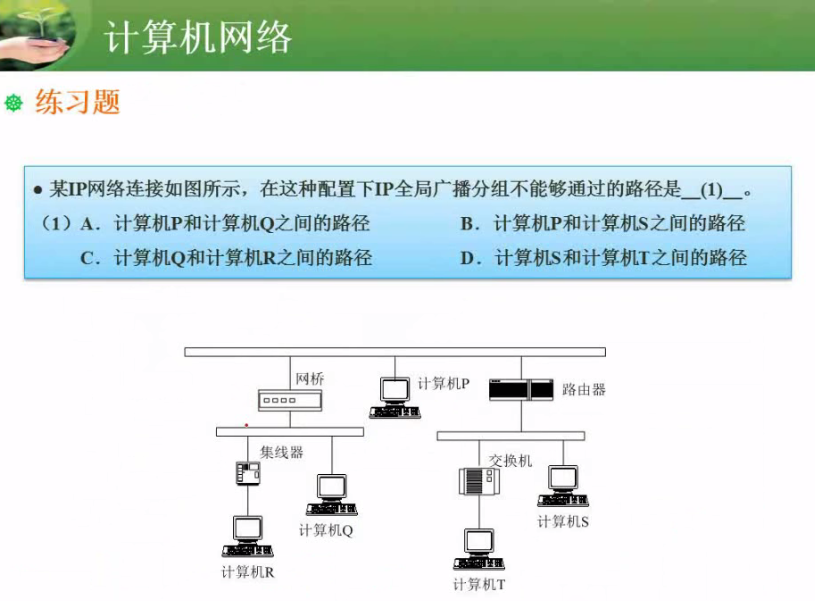 计算机网络
练习题
● 某IP网络连接如图所示，在这种配置下IP全局广播分组不能够通过的路径是__(1)__。
（1）A．计算机P和计算机Q之间的路径 B．计算机P和计算机S之间的路径
C．计算机Q和计算机R之间的路径 D．计算机S和计算机T之间的路径
网桥
计算机P
路由器
集线器
交换机
计算机Q
计算机S
计算机R
计算机T